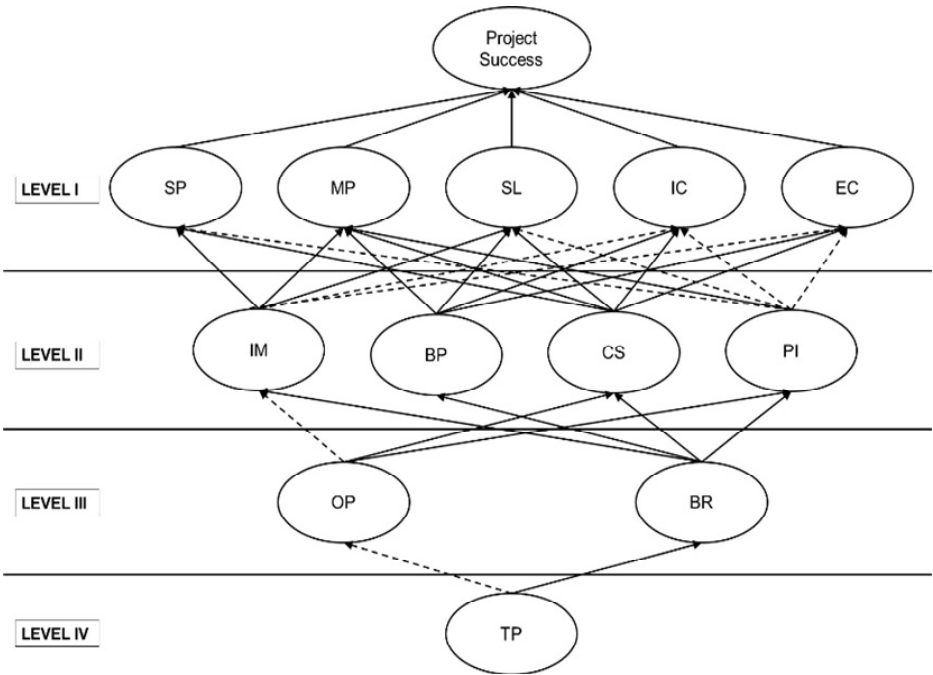 Project
Success
LEVEL I
SP
MP
SL
IC
EC
LEVEL II
IM
BP
CS
PI
LEVEL III
OP
BR
LEVEL IV
TP